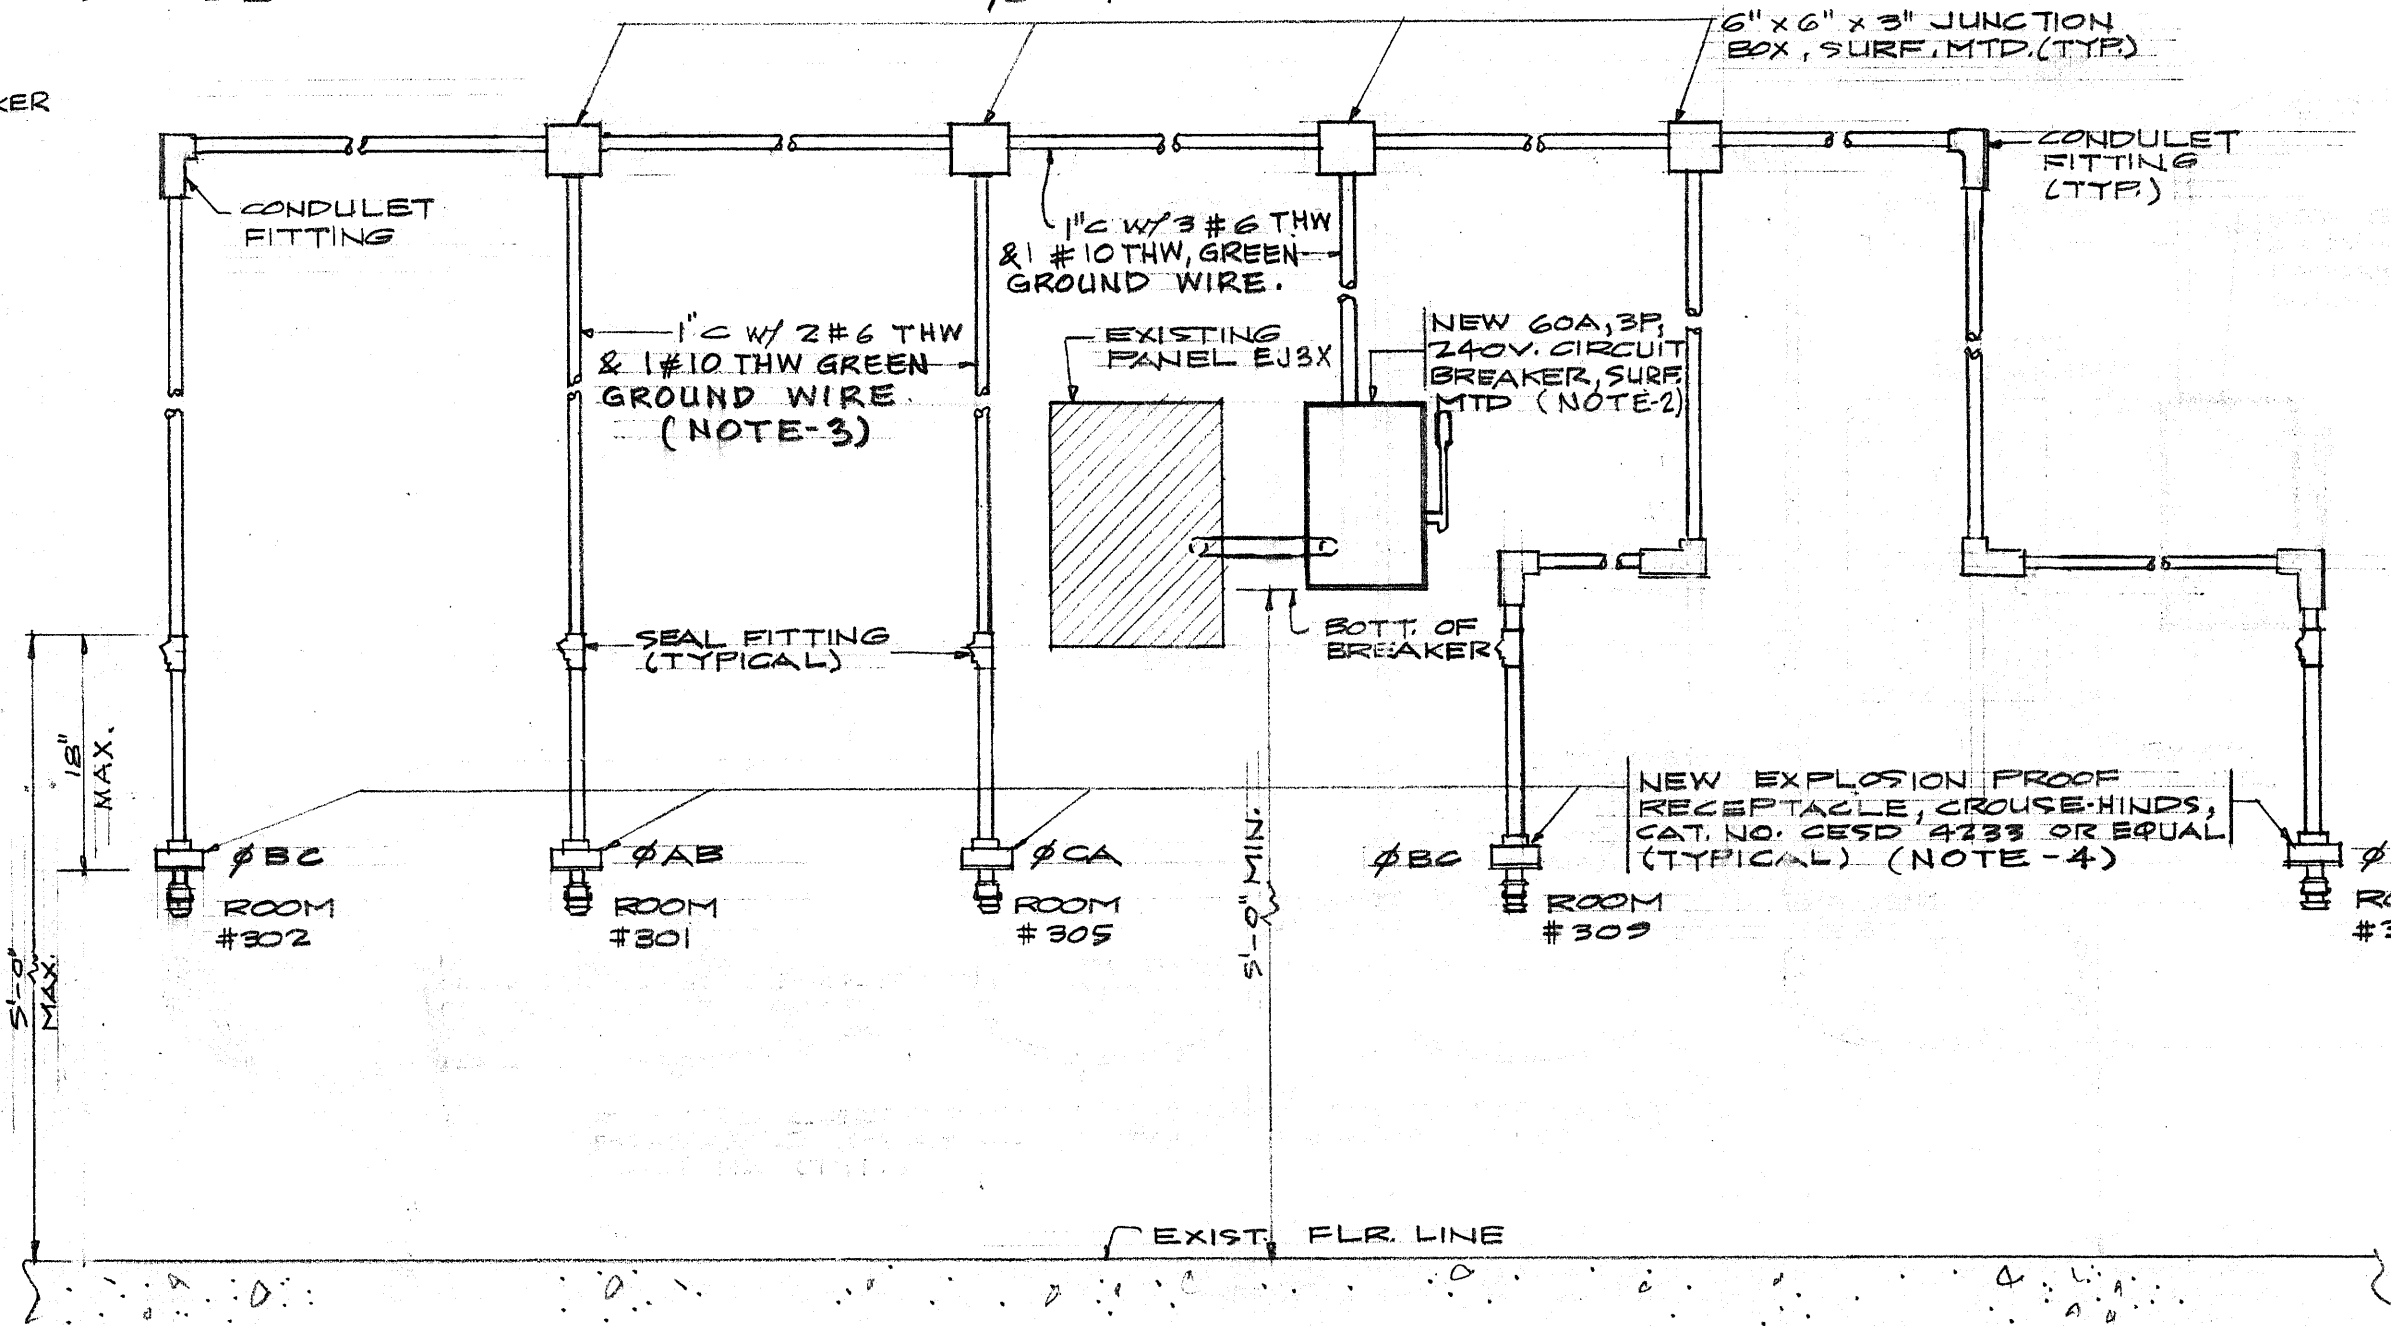 6" x 6" x 3" JUNCTION
BOX, SURF. MTD. (TYP.)
KER
CONDULET
FITTING
CONDULET
FITTING
(TYP.)
1"C W/ 3 #6 THW
& 1 #10 THW, GREEN
GROUND WIRE.
1"C W/ 2 #6 THW
& 1 #10 THW GREEN
GROUND WIRE.
(NOTE-3)
EXISTING
PANEL EJ3X
NEW 60A, 3P,
240V. CIRCUIT
BREAKER, SURF.
MTD (NOTE-2)
SEAL FITTING
(TYPICAL)
BOTT. OF
BREAKER
18"
MAX.
5'-0"
MAX.
5'-0" MIN.
NEW EXPLOSION PROOF
RECEPTACLE, CROUSE-HINDS,
CAT. NO. CESD 4233 OR EQUAL
(TYPICAL) (NOTE-4)
ØBC
ROOM
#302
ØAB
ROOM
#301
ØCA
ROOM
#305
ØBC
ROOM
#309
Ø
RO
#3
EXIST. FLR. LINE